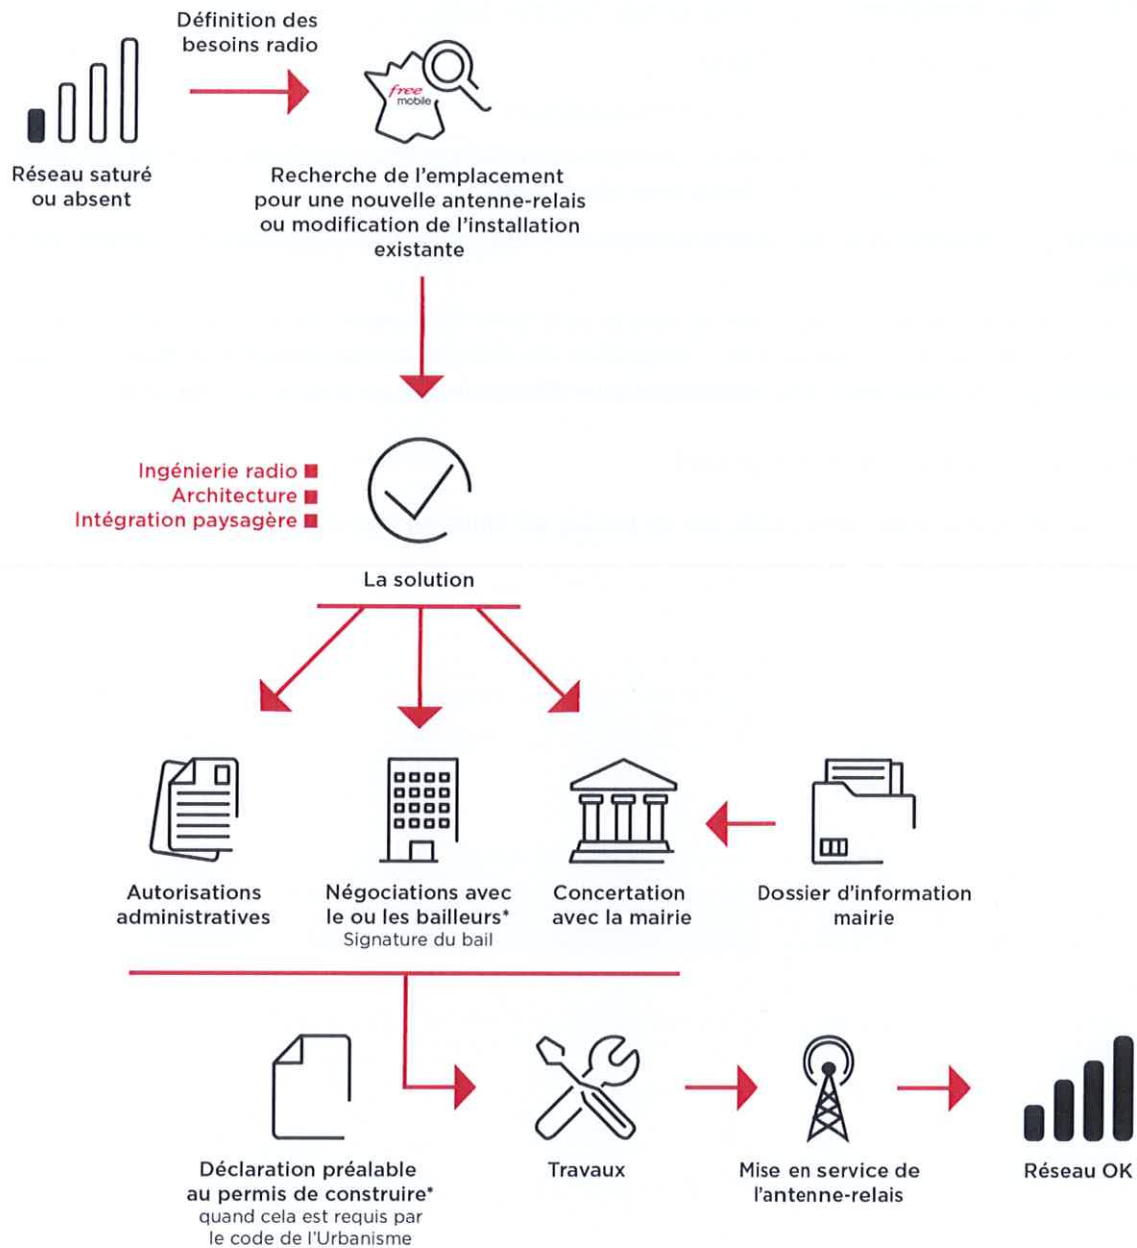 Définition des
besoins radio
free
mobile
Réseau saturé
ou absent
Recherche de l'emplacement
pour une nouvelle antenne-relais
ou modification de l'installation
existante
Ingénierie radio
Architecture
Intégration paysagère
La solution
Autorisations
administratives
Négociations avec
le ou les bailleurs*
Signature du bail
Concertation
avec la mairie
Dossier d'information
mairie
Déclaration préalable
au permis de construire*
quand cela est requis par
le code de l'Urbanisme
Travaux
Mise en service de
l'antenne-relais
Réseau OK